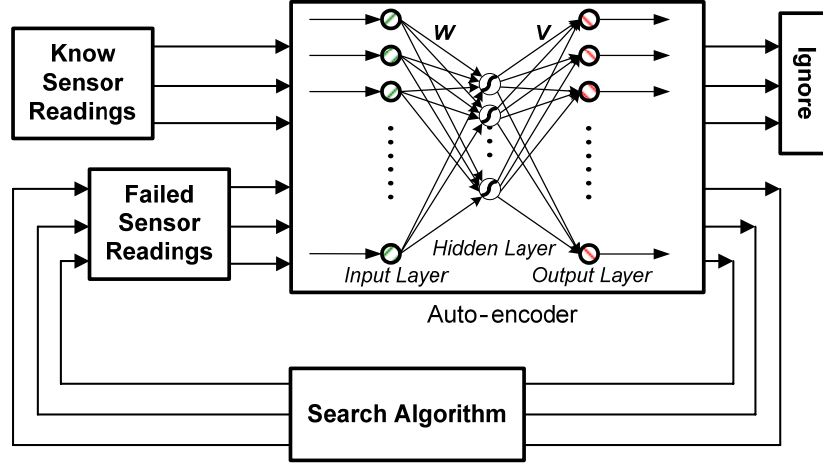 Know
Sensor
Readings
W
V
Ignore
Failed
Sensor
Readings
Hidden Layer
Input Layer
Output Layer
Auto-encoder
Search Algorithm